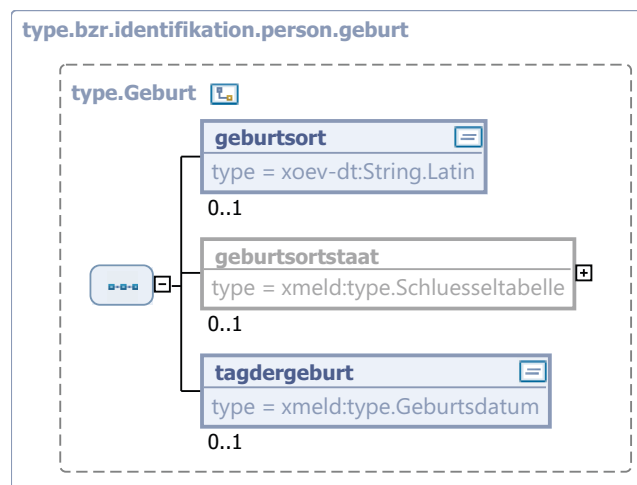 type.bzr.identifikation.person.geburt
type.Geburt
geburtsort
type = xoev-dt:String.Latin
0..1
geburtsortstaat
type = xmeld:type.Schluesseltabelle
0..1
tagdergeburt
type = xmeld:type.Geburtsdatum
0..1